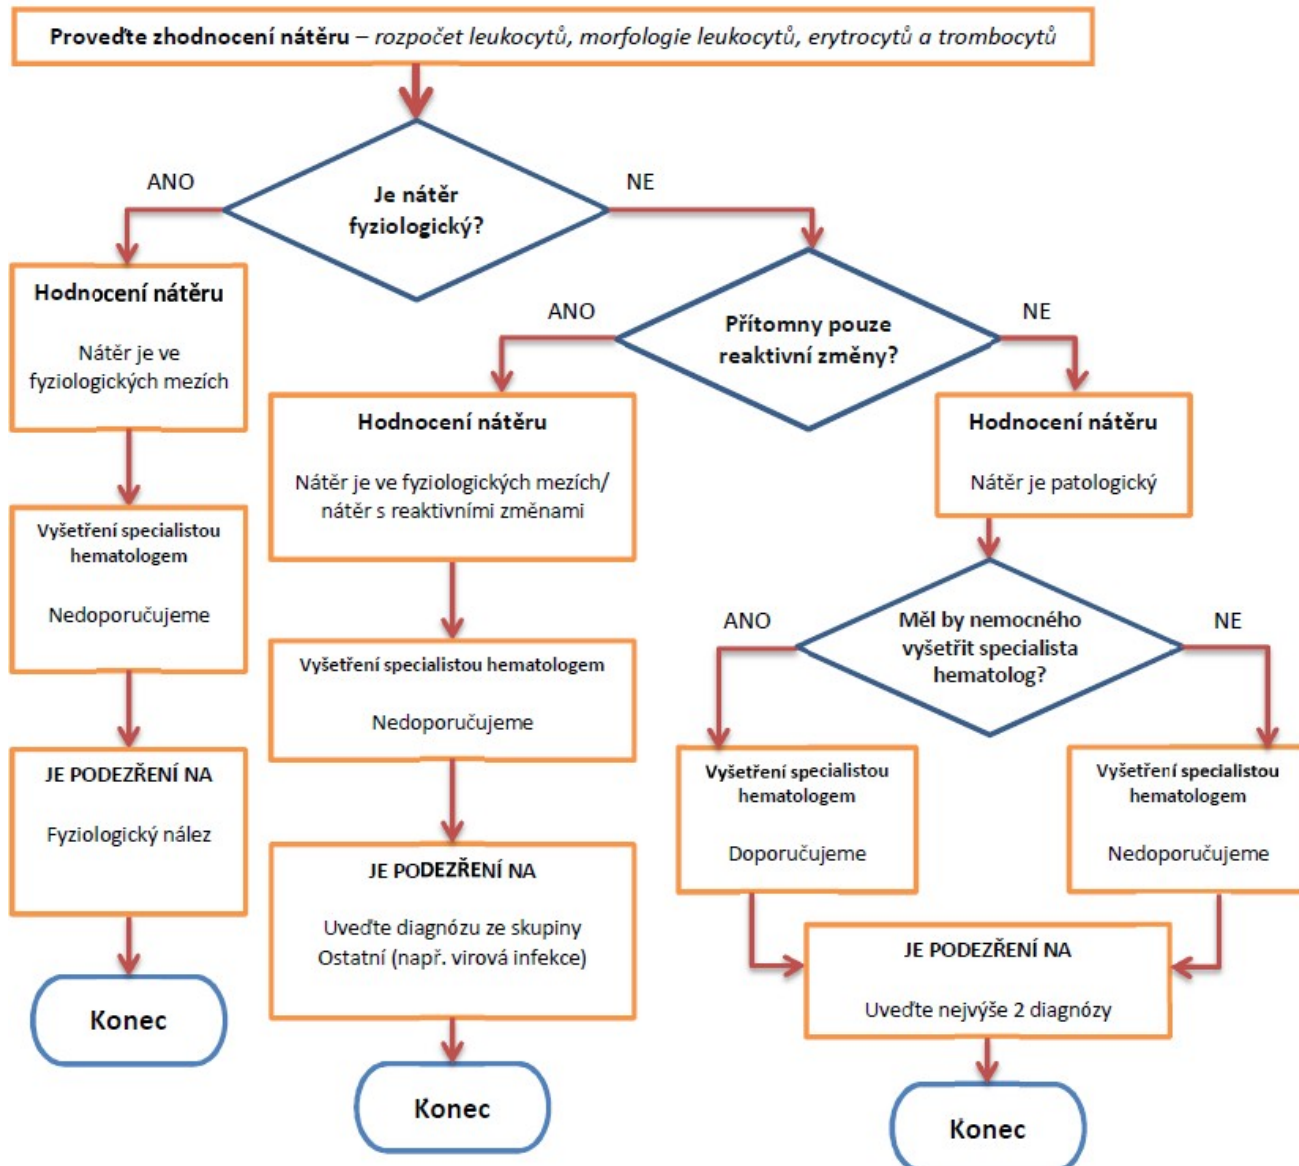 Proveďte zhodnocení nátěru – rozpočet leukocytů, morfologie leukocytů, erytrocytů a trombocytů
Je nátěr
fyziologický?
ANO
NE
Hodnocení nátěru
Nátěr je ve
fyziologických mezích
Vyšetření specialistou
hematologem
Nedoporučujeme
JE PODEZŘENÍ NA
Fyziologický nález
Konec
Přítomny pouze
reaktivní změny?
ANO
NE
Hodnocení nátěru
Nátěr je ve fyziologických mezích/
nátěr s reaktivními změnami
Vyšetření specialistou hematologem
Nedoporučujeme
JE PODEZŘENÍ NA
Uveďte diagnózu ze skupiny
Ostatní (např. virová infekce)
Konec
Hodnocení nátěru
Nátěr je patologický
Měl by nemocného
vyšetřit specialista
hematolog?
ANO
NE
Vyšetření specialistou
hematologem
Doporučujeme
Vyšetření specialistou
hematologem
Nedoporučujeme
JE PODEZŘENÍ NA
Uveďte nejvýše 2 diagnózy
Konec